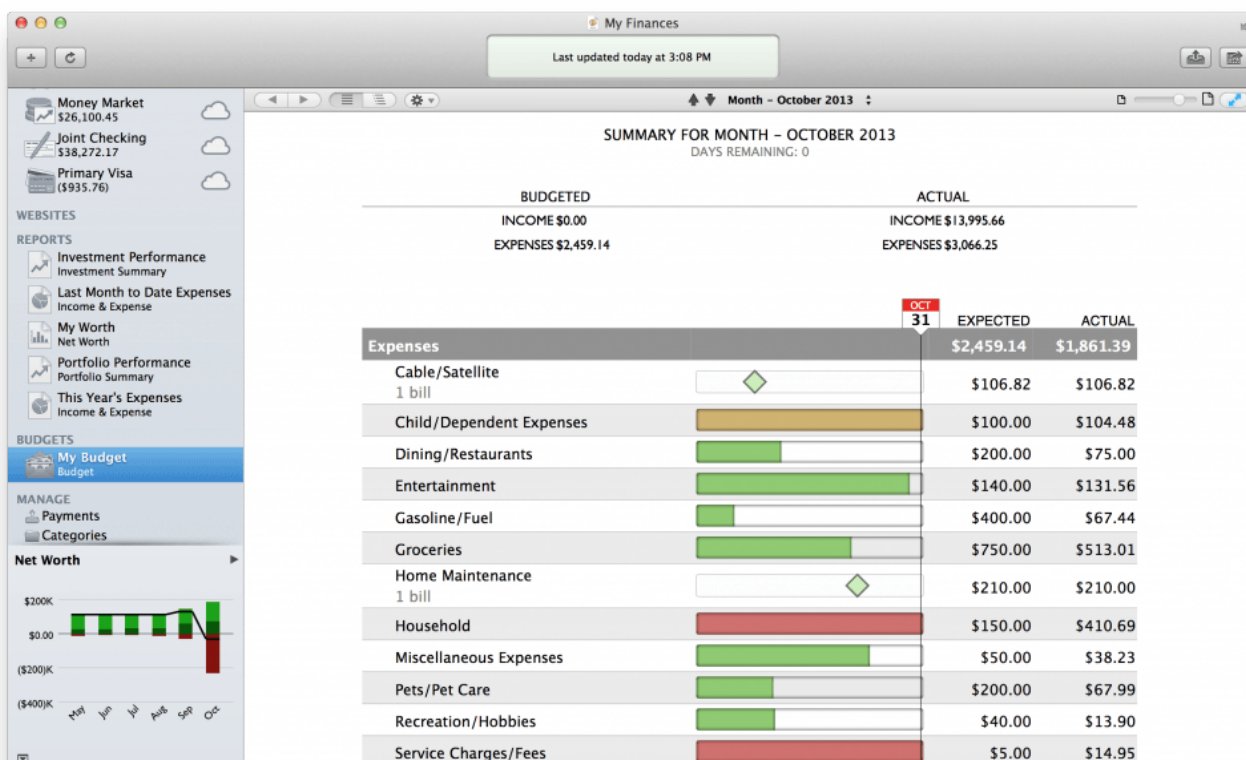 My Finances
Last updated today at 3:08 PM
Money Market
$26,100.45
Joint Checking
$38,272.17
Primary Visa
($935.76)
WEBSITES
REPORTS
Investment Performance
Investment Summary
Last Month to Date Expenses
Income & Expense
My Worth
Net Worth
Portfolio Performance
Portfolio Summary
This Year's Expenses
Income & Expense
BUDGETS
My Budget
Budget
MANAGE
Payments
Categories
Net Worth
$200K
$0.00
($200)K
($400)K
May Jun Jul Aug Sep Oct
Month – October 2013
SUMMARY FOR MONTH – OCTOBER 2013
DAYS REMAINING: 0
BUDGETED ACTUAL
INCOME $0.00 INCOME $13,995.66
EXPENSES $2,459.14 EXPENSES $3,066.25
OCT
31 EXPECTED ACTUAL
Expenses $2,459.14 $1,861.39
Cable/Satellite
1 bill $106.82 $106.82
Child/Dependent Expenses $100.00 $104.48
Dining/Restaurants $200.00 $75.00
Entertainment $140.00 $131.56
Gasoline/Fuel $400.00 $67.44
Groceries $750.00 $513.01
Home Maintenance
1 bill $210.00 $210.00
Household $150.00 $410.69
Miscellaneous Expenses $50.00 $38.23
Pets/Pet Care $200.00 $67.99
Recreation/Hobbies $40.00 $13.90
Service Charges/Fees $5.00 $14.95